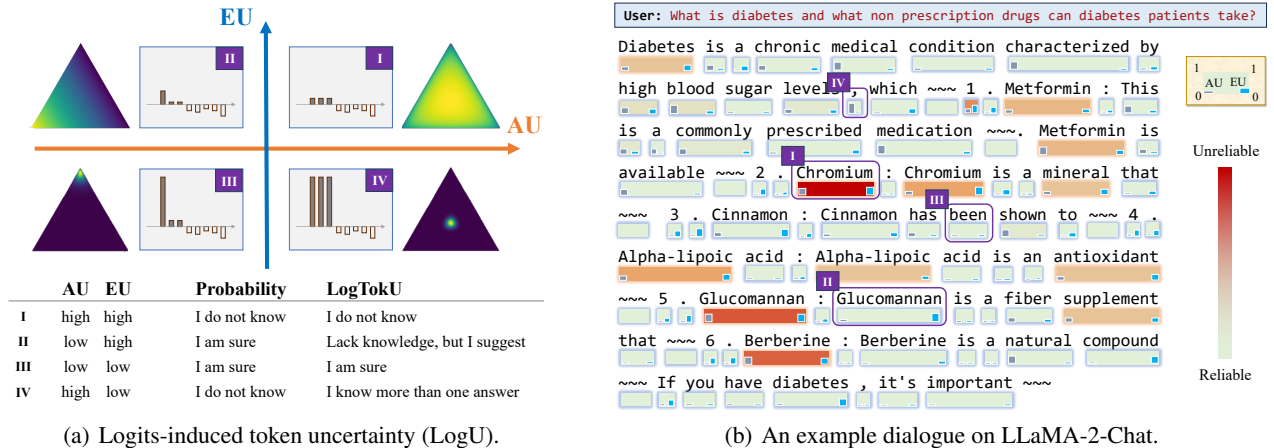 EU
II
I
AU
III
IV
AU EU Probability LogTokU
I high high I do not know I do not know
II low high I am sure Lack knowledge, but I suggest
III low low I am sure I am sure
IV high low I do not know I know more than one answer
(a) Logits-induced token uncertainty (LogU).
User: What is diabetes and what non prescription drugs can diabetes patients take?
Diabetes is a chronic medical condition characterized by
IV
high blood sugar levels , which ~~~ 1 . Metformin : This
is a commonly prescribed medication ~~~. Metformin is
I
available ~~~ 2 . Chromium : Chromium is a mineral that
III
~~~ 3 . Cinnamon : Cinnamon has been shown to ~~~ 4 .
Alpha-lipoic acid : Alpha-lipoic acid is an antioxidant
II
~~~ 5 . Glucomannan : Glucomannan is a fiber supplement
that ~~~ 6 . Berberine : Berberine is a natural compound
~~~ If you have diabetes , it's important ~~~
1 1
AU EU
0 0
Unreliable
Reliable
(b) An example dialogue on LLaMA-2-Chat.